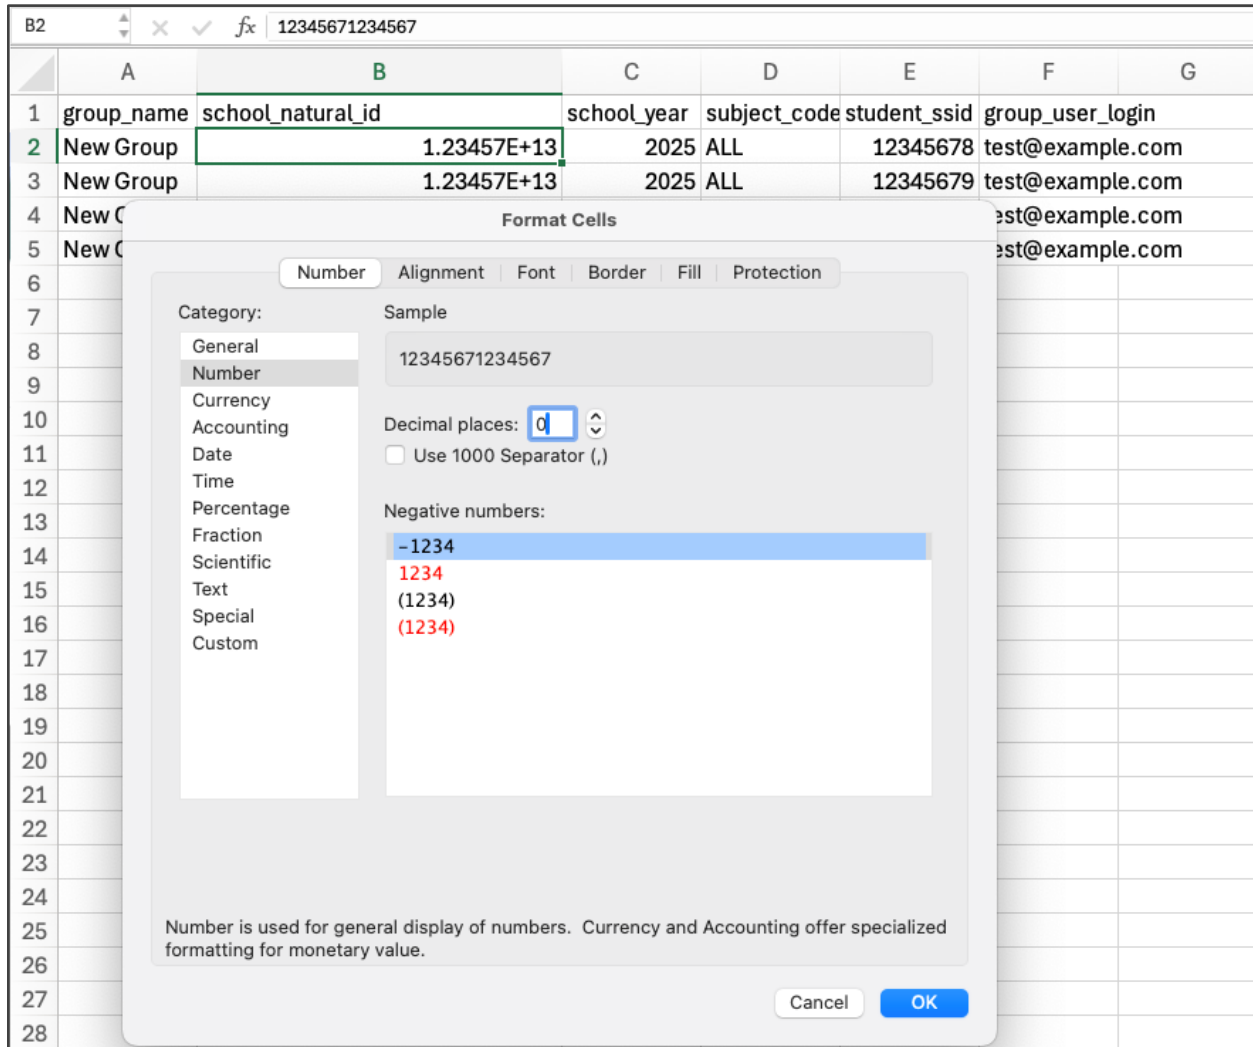 B2 fx 12345671234567
A B C D E F G
1 group_name school_natural_id school_year subject_code student_ssid group_user_login
2 New Group 1.23457E+13 2025 ALL 12345678 test@example.com
3 New Group 1.23457E+13 2025 ALL 12345679 test@example.com
4 New est@example.com
5 New est@example.com
6
7
8
9
10
11
12
13
14
15
16
17
18
19
20
21
22
23
24
25
26
27
28
Format Cells
Number Alignment Font Border Fill Protection
Category:
General
Number
Currency
Accounting
Date
Time
Percentage
Fraction
Scientific
Text
Special
Custom
Sample
12345671234567
Decimal places: 0
Use 1000 Separator (,)
Negative numbers:
-1234
1234
(1234)
(1234)
Number is used for general display of numbers. Currency and Accounting offer specialized
formatting for monetary value.
Cancel OK